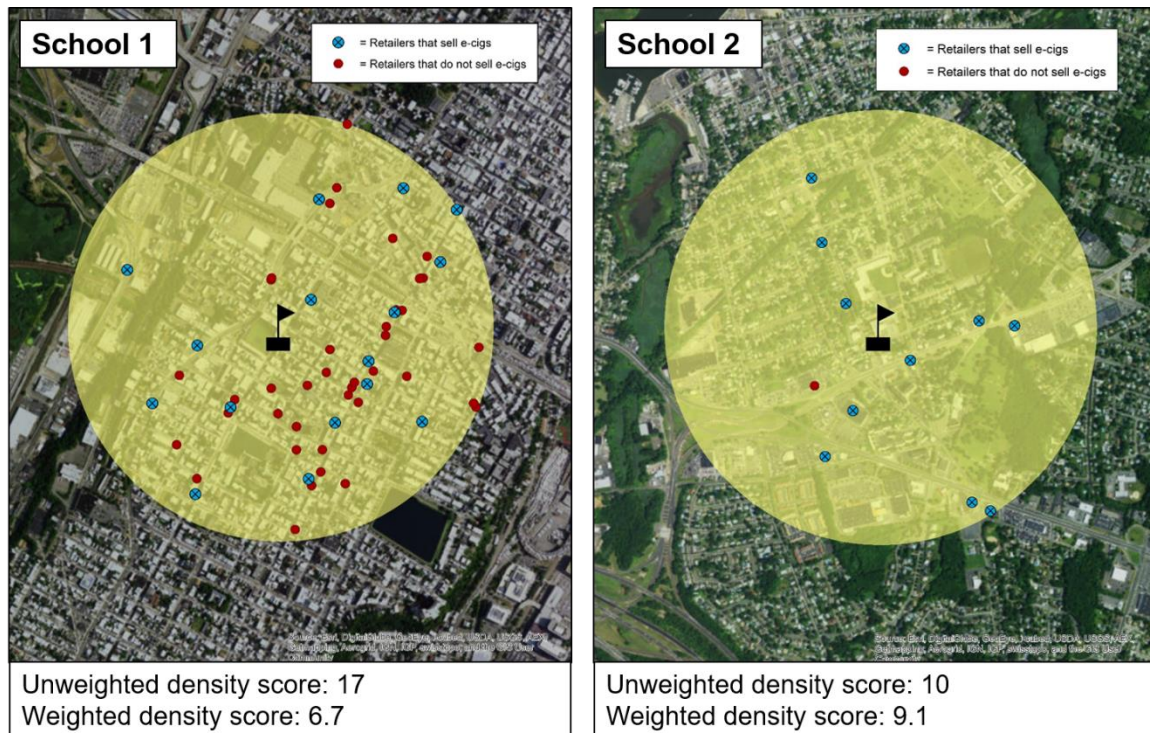 School 1
= Retailers that sell e-cigs
= Retailers that do not sell e-cigs
Unweighted density score: 17
Weighted density score: 6.7
School 2
= Retailers that sell e-cigs
= Retailers that do not sell e-cigs
Unweighted density score: 10
Weighted density score: 9.1